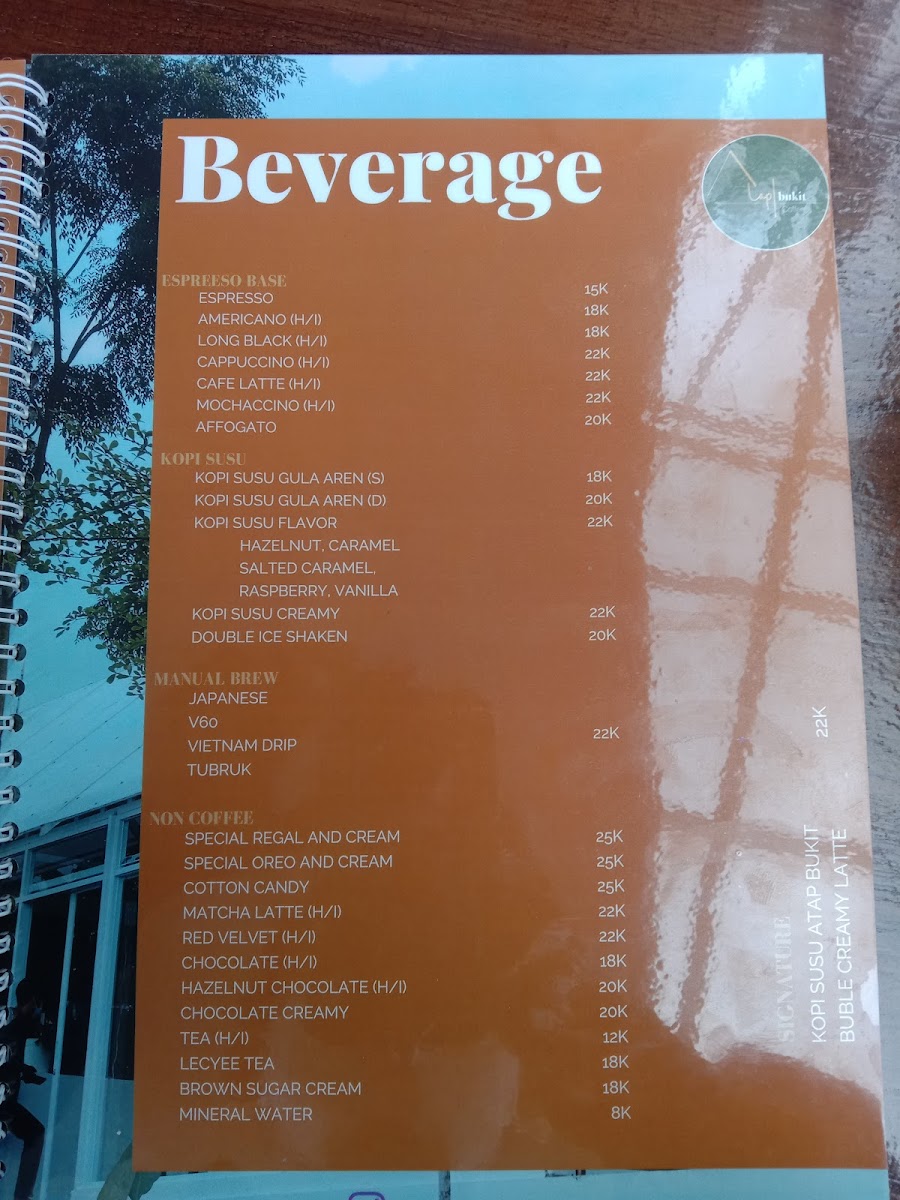 Beverage
bukit
ESPREESO BASE
ESPRESSO 15K
AMERICANO (H/I) 18K
LONG BLACK (H/I) 18K
CAPPUCCINO (H/I) 22K
CAFE LATTE (H/I) 22K
MOCHACCINO (H/I) 22K
AFFOGATO 20K
KOPI SUSU
KOPI SUSU GULA AREN (S) 18K
KOPI SUSU GULA AREN (D) 20K
KOPI SUSU FLAVOR 22K
HAZELNUT, CARAMEL
SALTED CARAMEL,
RASPBERRY, VANILLA
KOPI SUSU CREAMY 22K
DOUBLE ICE SHAKEN 20K
MANUAL BREW
JAPANESE
V60
VIETNAM DRIP 22K
TUBRUK
NON COFFEE
SPECIAL REGAL AND CREAM 25K
SPECIAL OREO AND CREAM 25K
COTTON CANDY 25K
MATCHA LATTE (H/I) 22K
RED VELVET (H/I) 22K
CHOCOLATE (H/I) 18K
HAZELNUT CHOCOLATE (H/I) 20K
CHOCOLATE CREAMY 20K
TEA (H/I) 12K
LECYEE TEA 18K
BROWN SUGAR CREAM 18K
MINERAL WATER 8K
SIGNATURE
KOPI SUSU ATAP BUKIT 22K
BUBLE CREAMY LATTE